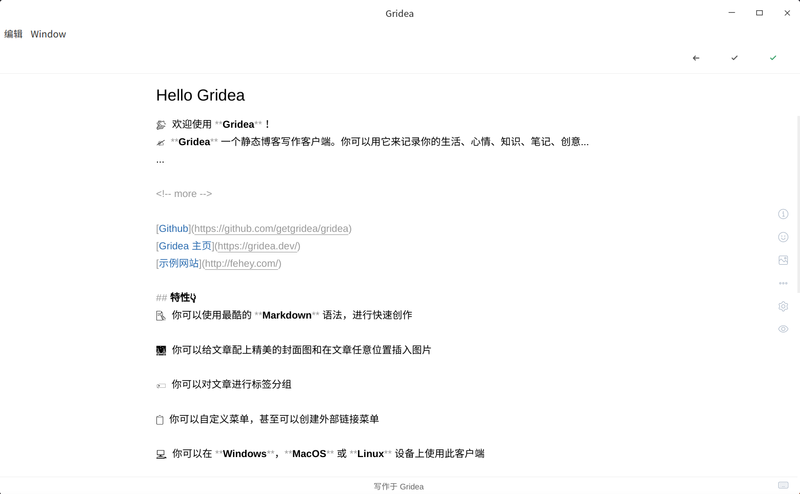 Gridea
编辑 Window
Hello Gridea
欢迎使用 **Gridea** ！
**Gridea** 一个静态博客写作客户端。你可以用它来记录你的生活、心情、知识、笔记、创意...
...
<!-- more -->
[Github](https://github.com/getgridea/gridea)
[Gridea 主页](https://gridea.dev/)
[示例网站](http://fehey.com/)
## 特性👇
📝 你可以使用最酷的 **Markdown** 语法，进行快速创作
🌉 你可以给文章配上精美的封面图和在文章任意位置插入图片
🏷️ 你可以对文章进行标签分组
📋 你可以自定义菜单，甚至可以创建外部链接菜单
💻 你可以在 **Windows**，**MacOS** 或 **Linux** 设备上使用此客户端
写作于 Gridea